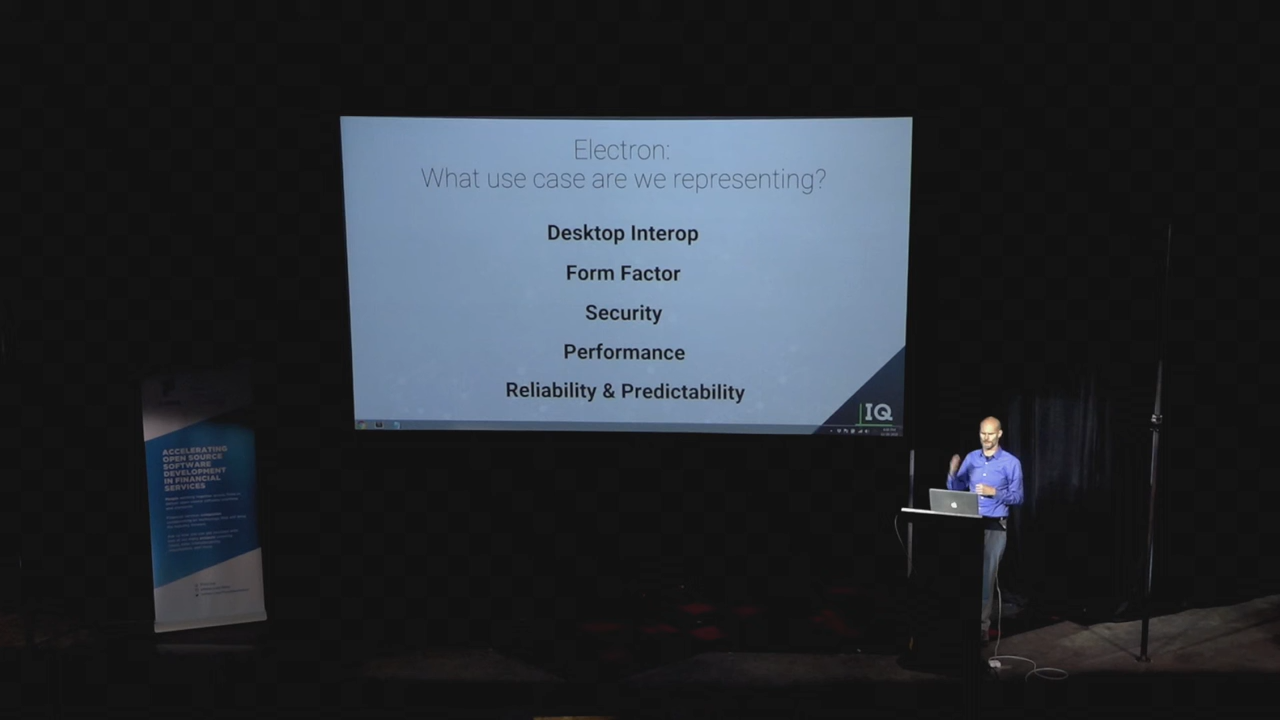 Electron:
What use case are we representing?
Desktop Interop
Form Factor
Security
Performance
Reliability & Predictability
IQ
ACCELERATING
OPEN SOURCE
SOFTWARE
DEVELOPMENT
IN FINANCIAL
SERVICES